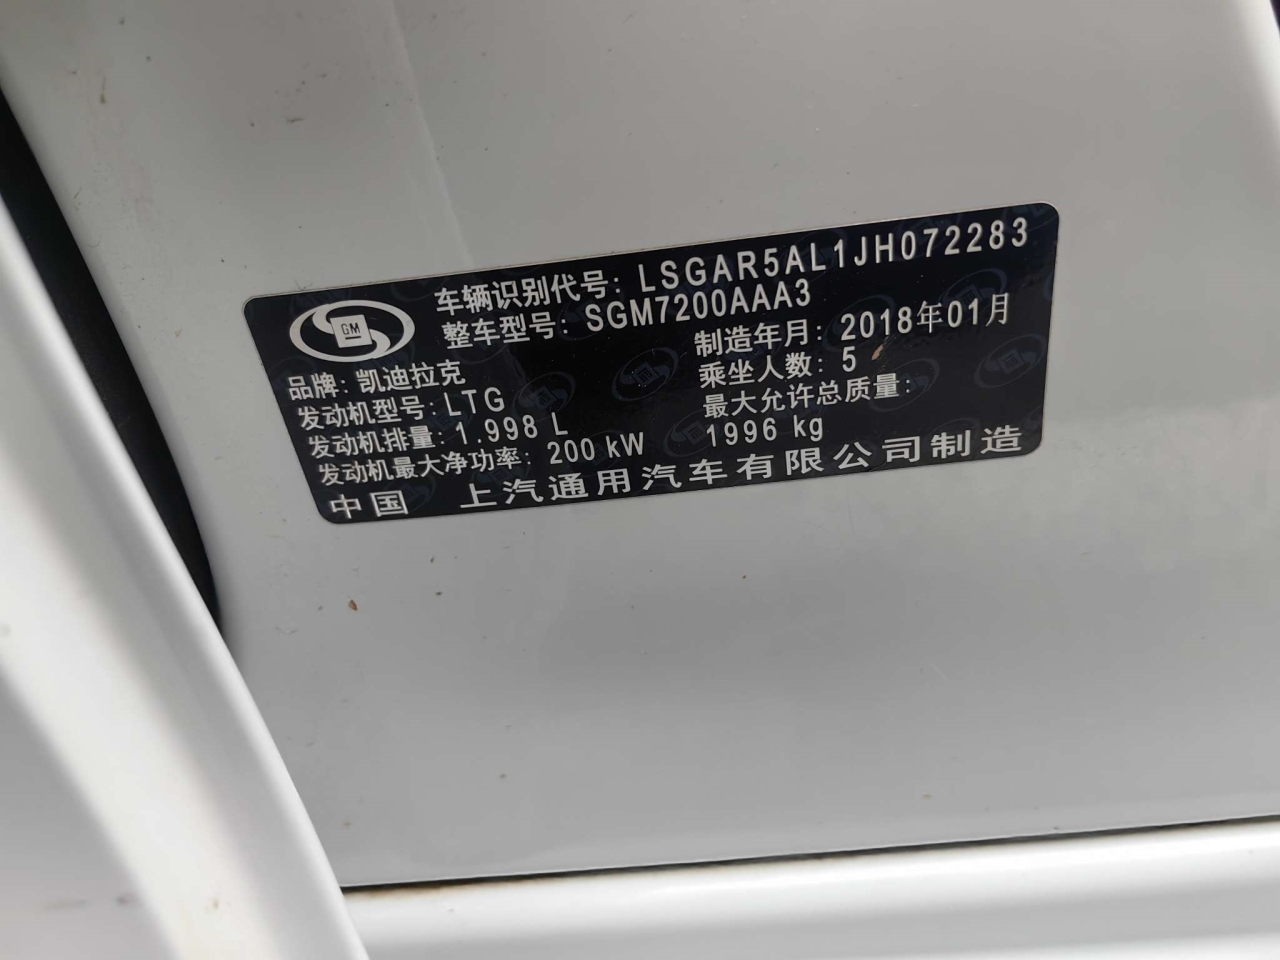 车辆识别代号: LSGAR5AL1JH072283
整车型号: SGM7200AAA3
GM
品牌: 凯迪拉克
制造年月: 2018年01月
发动机型号: LTG
乘坐人数: 5
发动机排量: 1.998 L
最大允许总质量:
发动机最大净功率: 200 kW
1996 kg
中国 上汽通用汽车有限公司制造